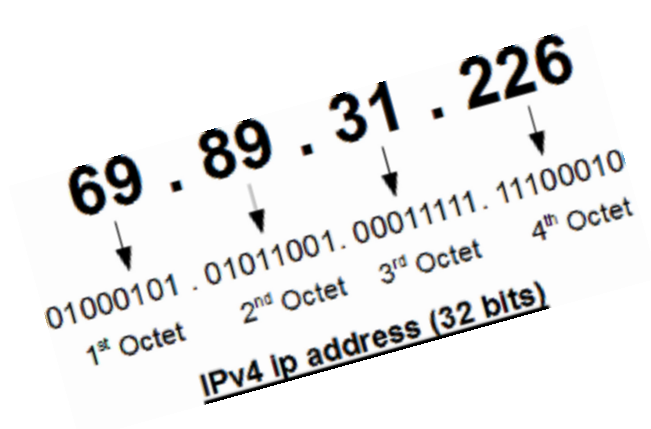 69 . 89 . 31 . 226
01000101 . 01011001. 00011111. 11100010
1st Octet 2nd Octet 3rd Octet 4th Octet
IPv4 ip address (32 bits)